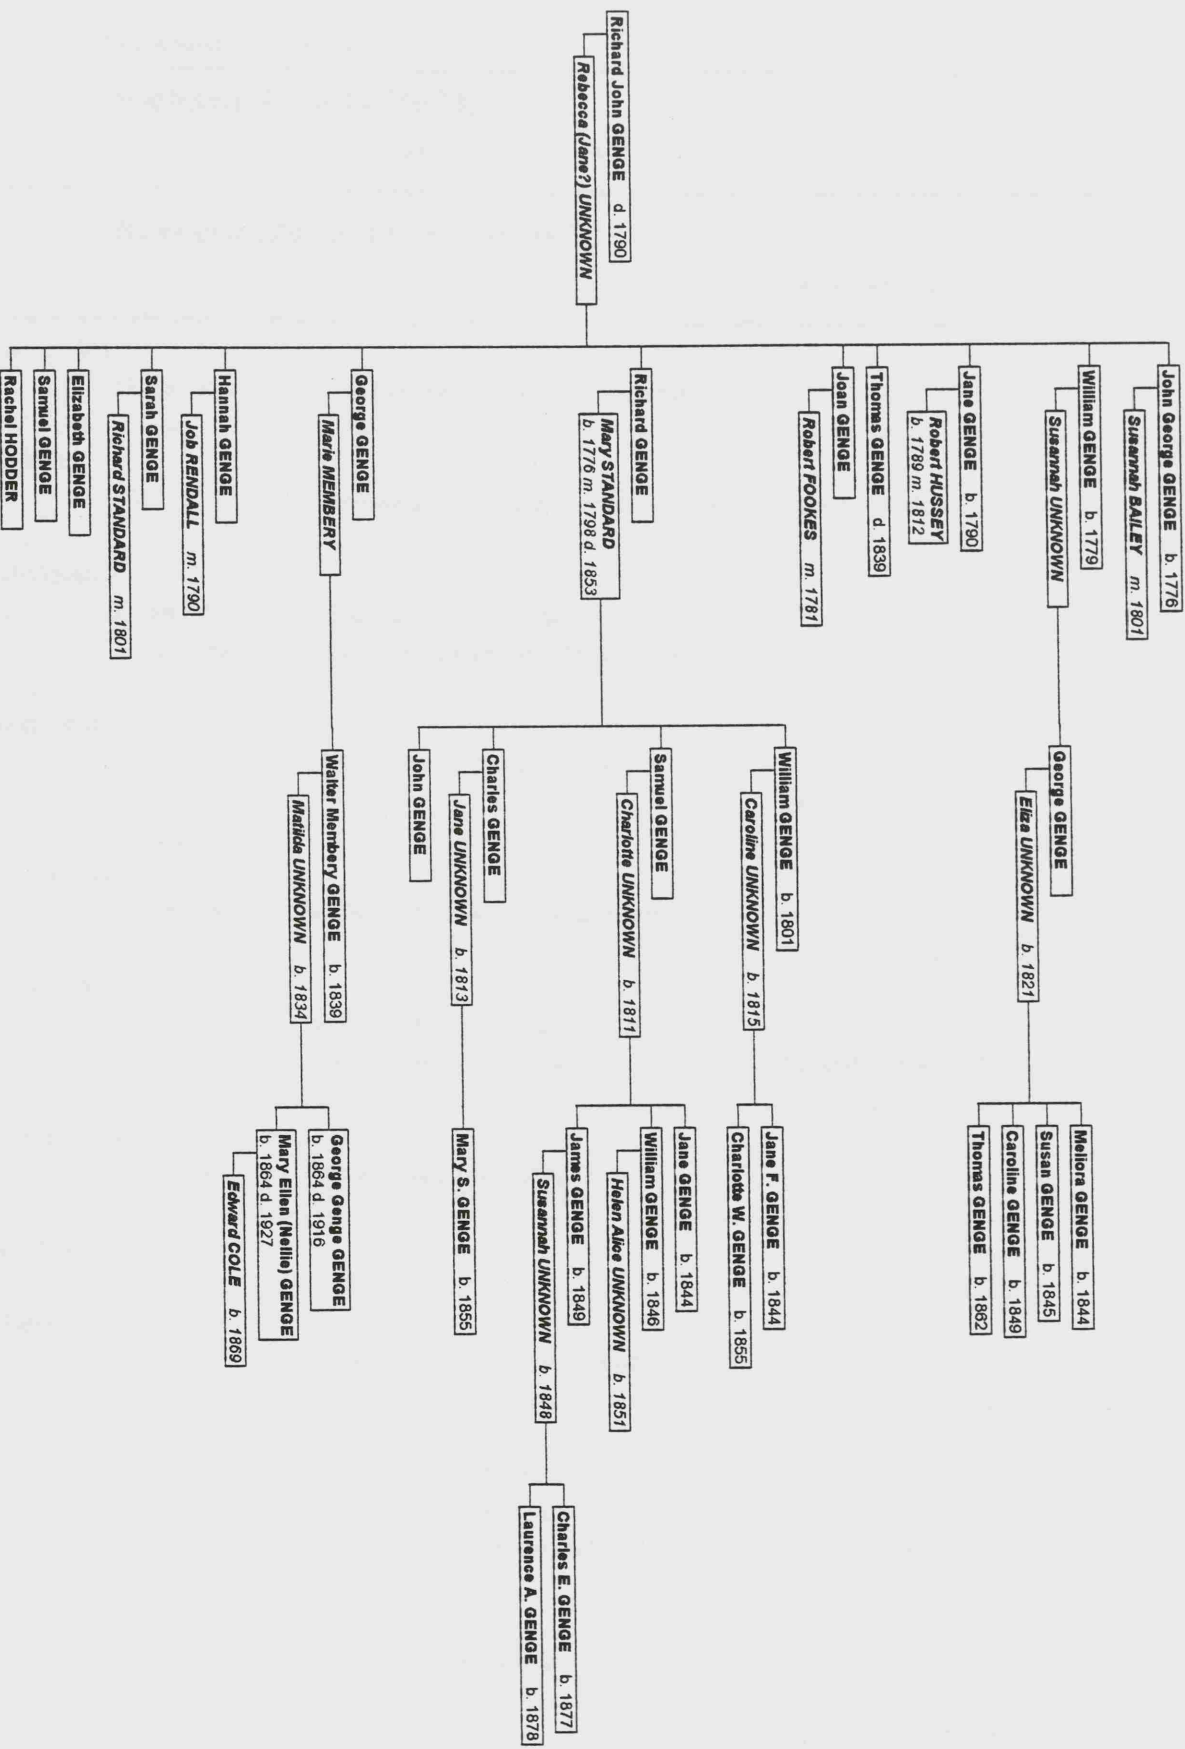 Richard John GENGE d. 1790
Rebecca (Jane?) UNKNOWN
John George GENGE b. 1776
Susannah BAILEY m. 1801
William GENGE b. 1779
Susannah UNKNOWN
George GENGE
Eliza UNKNOWN b. 1821
Meliora GENGE b. 1844
Susan GENGE b. 1845
Caroline GENGE b. 1849
Thomas GENGE b. 1862
Jane GENGE b. 1790
Robert HUSSEY
b. 1789 m. 1812
Thomas GENGE d. 1839
Joan GENGE
Robert FOOKES m. 1781
Richard GENGE
Mary STANDARD
b. 1776 m. 1798 d. 1853
William GENGE b. 1801
Caroline UNKNOWN b. 1815
Jane F. GENGE b. 1844
Charlotte W. GENGE b. 1855
Samuel GENGE
Charlotte UNKNOWN b. 1811
Jane GENGE b. 1844
William GENGE b. 1846
Helen Alice UNKNOWN b. 1851
James GENGE b. 1849
Susannah UNKNOWN b. 1848
Charles E. GENGE b. 1877
Laurence A. GENGE b. 1878
Charles GENGE
Jane UNKNOWN b. 1813
Mary S. GENGE b. 1855
John GENGE
George GENGE
Marie MEMBERY
Walter Membery GENGE b. 1839
Matilda UNKNOWN b. 1834
George Genge GENGE
b. 1864 d. 1916
Mary Ellen (Nellie) GENGE
b. 1864 d. 1927
Edward COLE b. 1869
Hannah GENGE
Job RENDALL m. 1790
Sarah GENGE
Richard STANDARD m. 1801
Elizabeth GENGE
Samuel GENGE
Rachel HODDER